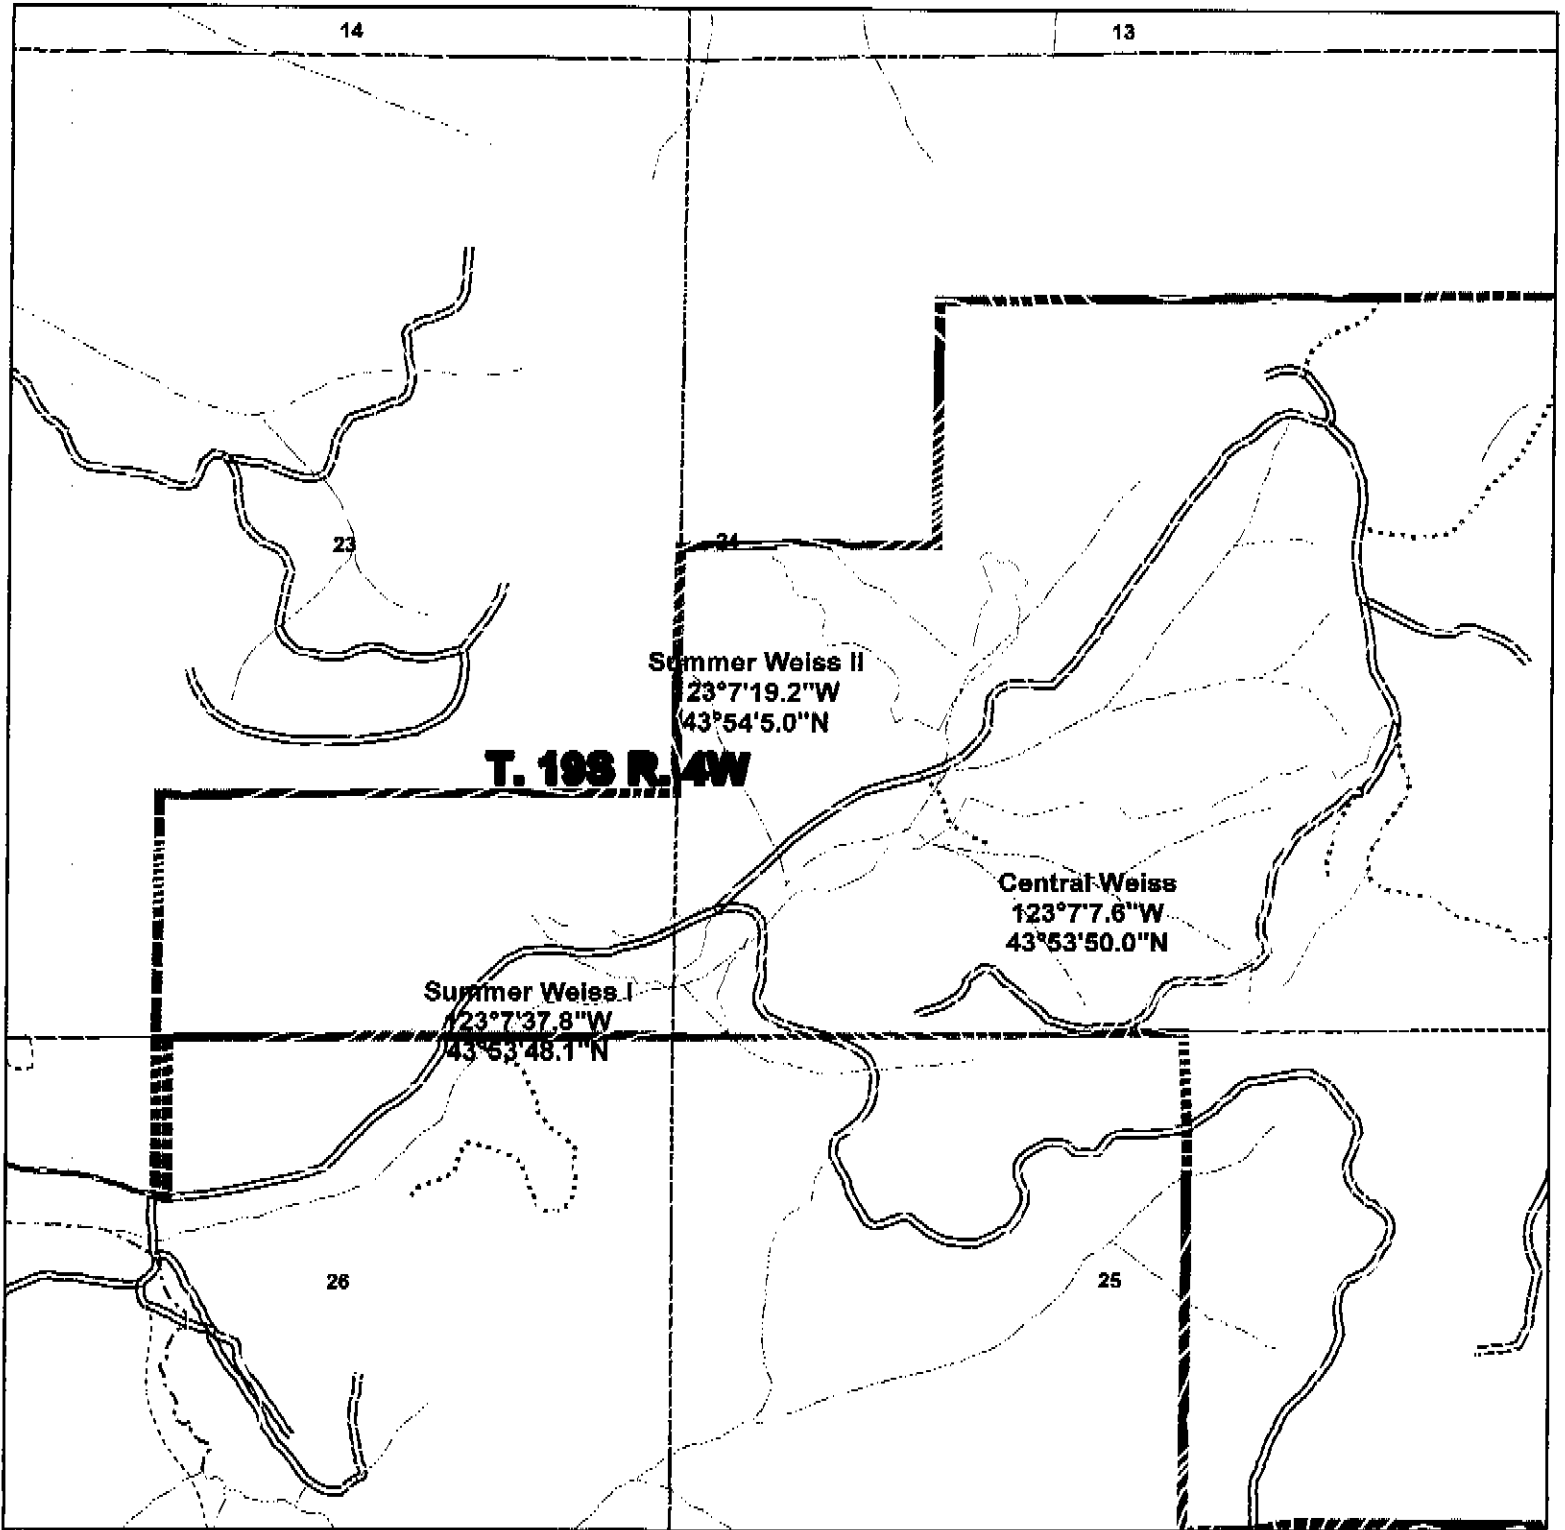 14
13
23
24
Summer Weiss II
23°7'19.2"W
43°54'5.0"N
T. 19S R. 4W
Central Weiss
123°7'7.6"W
43°53'50.0"N
Summer Weiss I
123°7'37.8"W
43°53'48.1"N
26
25